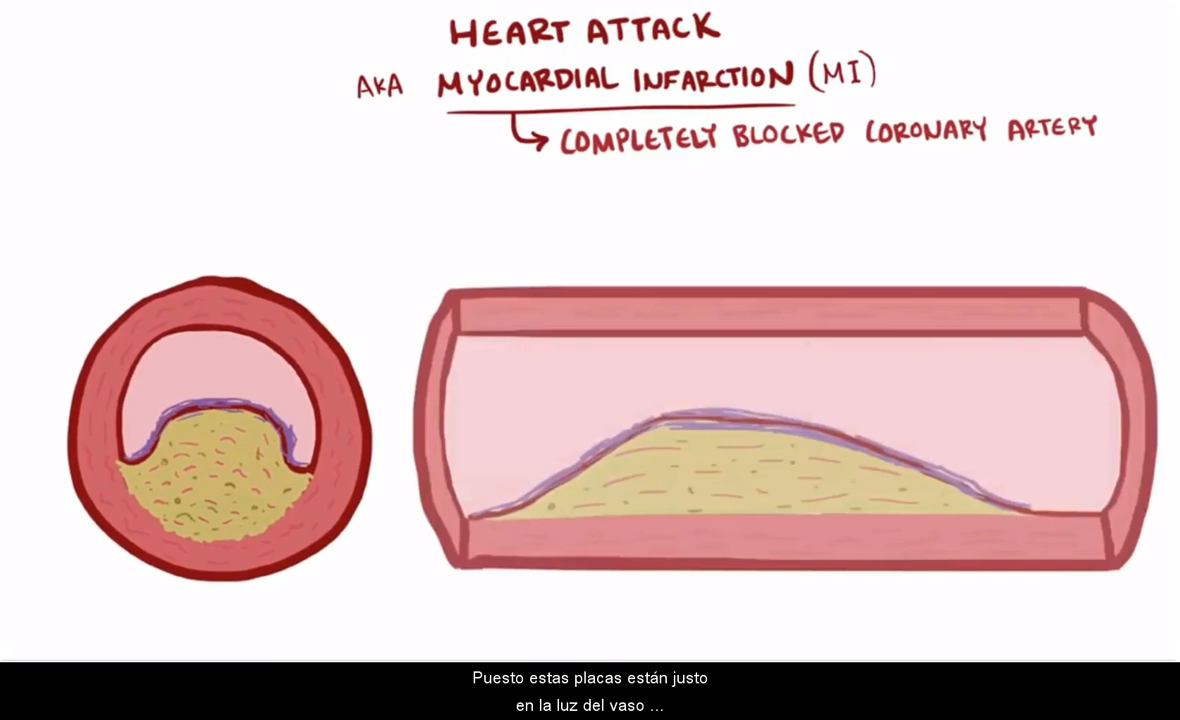 HEART ATTACK
AKA MYOCARDIAL INFARCTION (MI)
COMPLETELY BLOCKED CORONARY ARTERY
Puesto estas placas están justo
en la luz del vaso ...